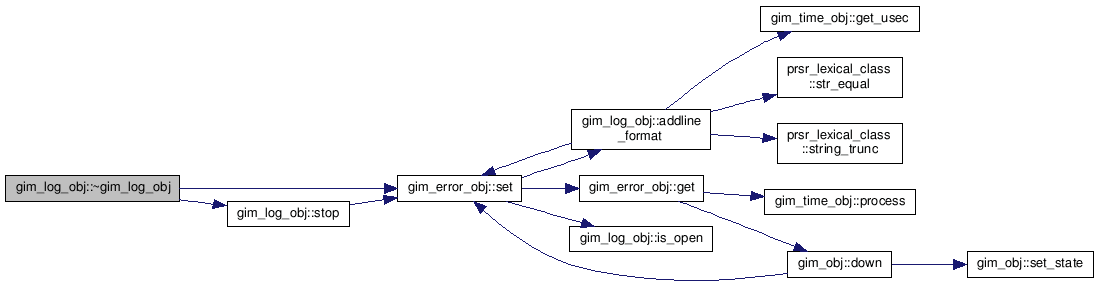 gim_time_obj::get_usec
prsr_lexical_class
::str_equal
gim_log_obj::addline
_format
prsr_lexical_class
::string_trunc
gim_log_obj::~gim_log_obj
gim_error_obj::set
gim_error_obj::get
gim_time_obj::process
gim_log_obj::stop
gim_log_obj::is_open
gim_obj::down
gim_obj::set_state